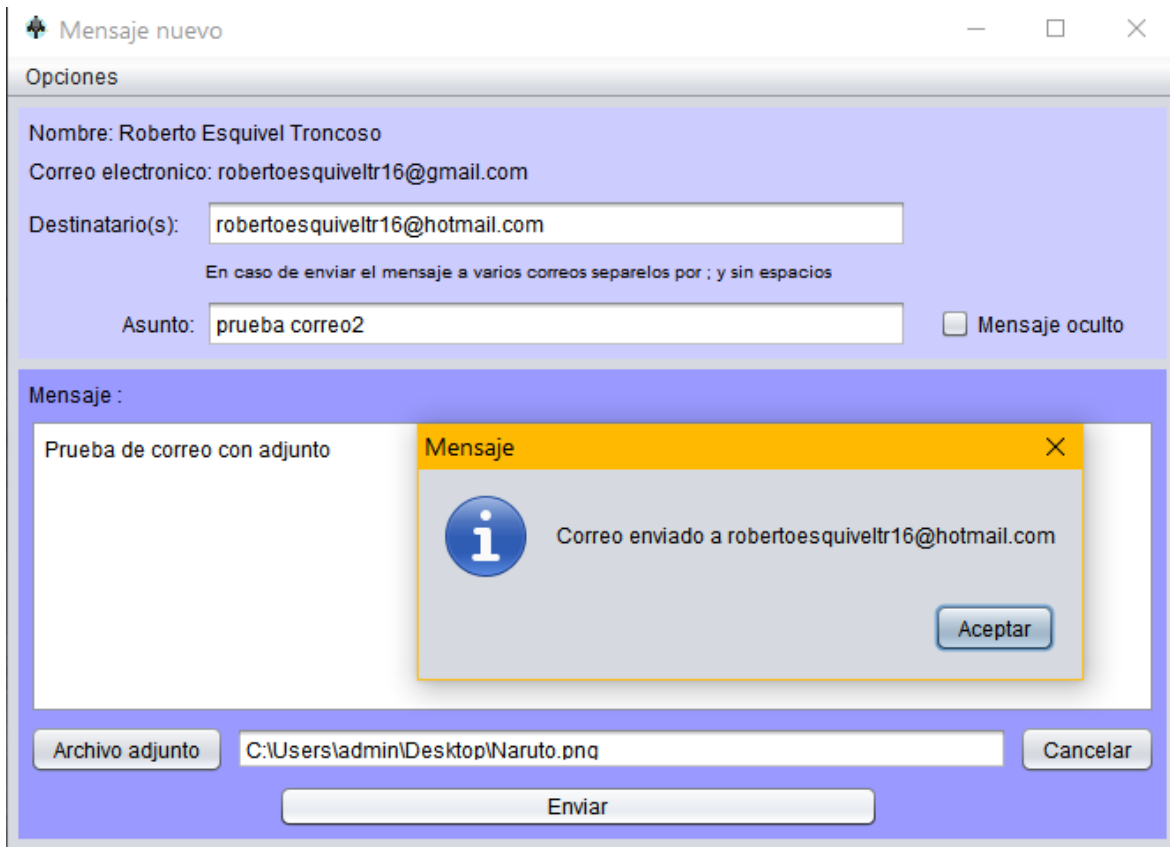 Mensaje nuevo
Opciones
Nombre: Roberto Esquivel Troncoso
Correo electronico: robertoesquiveltr16@gmail.com
Destinatario(s): robertoesquiveltr16@hotmail.com
En caso de enviar el mensaje a varios correos separelos por ; y sin espacios
Asunto: prueba correo2 Mensaje oculto
Mensaje :
Prueba de correo con adjunto
Mensaje
Correo enviado a robertoesquiveltr16@hotmail.com
Aceptar
Archivo adjunto C:\Users\admin\Desktop\Naruto.png Cancelar
Enviar